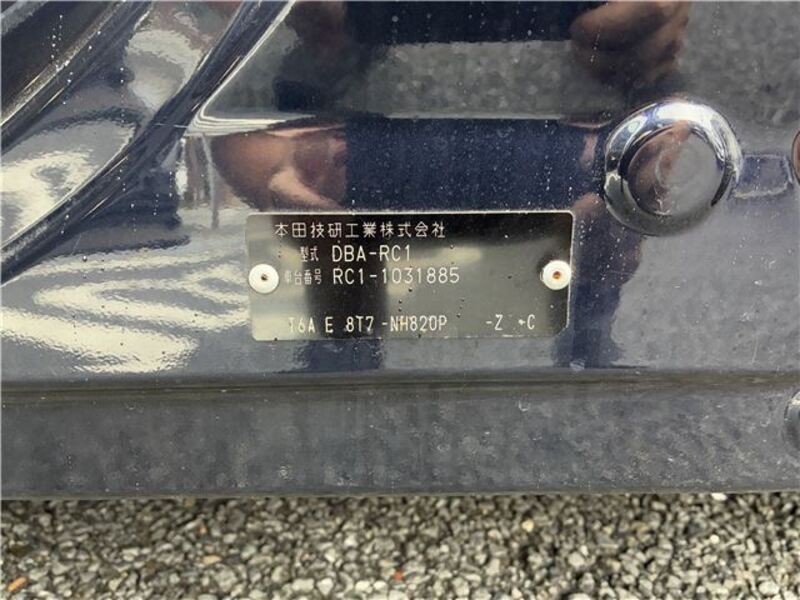 本田技研工業株式会社
型式 DBA-RC1
車台番号 RC1-1031885
T6A E 8T7 -NH820P -Z -C